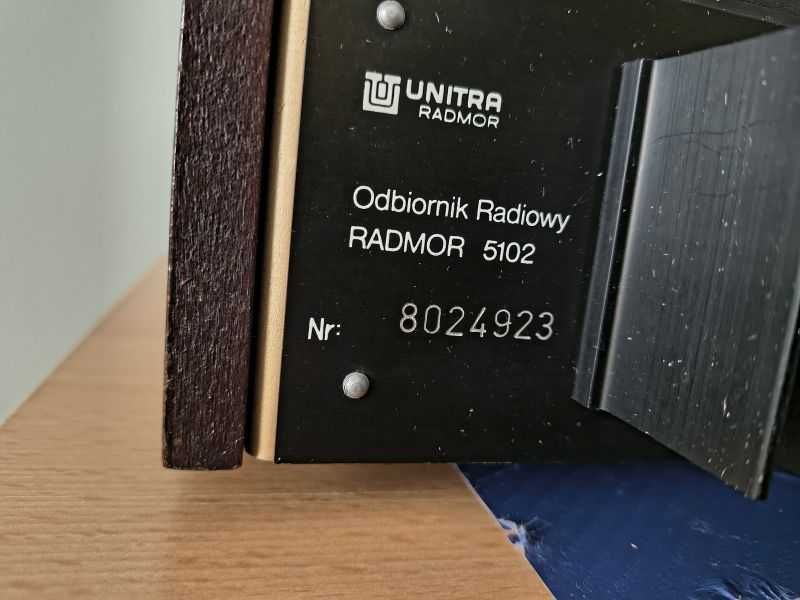 UNITRA
RADMOR
Odbiornik Radiowy
RADMOR 5102
Nr: 8024923